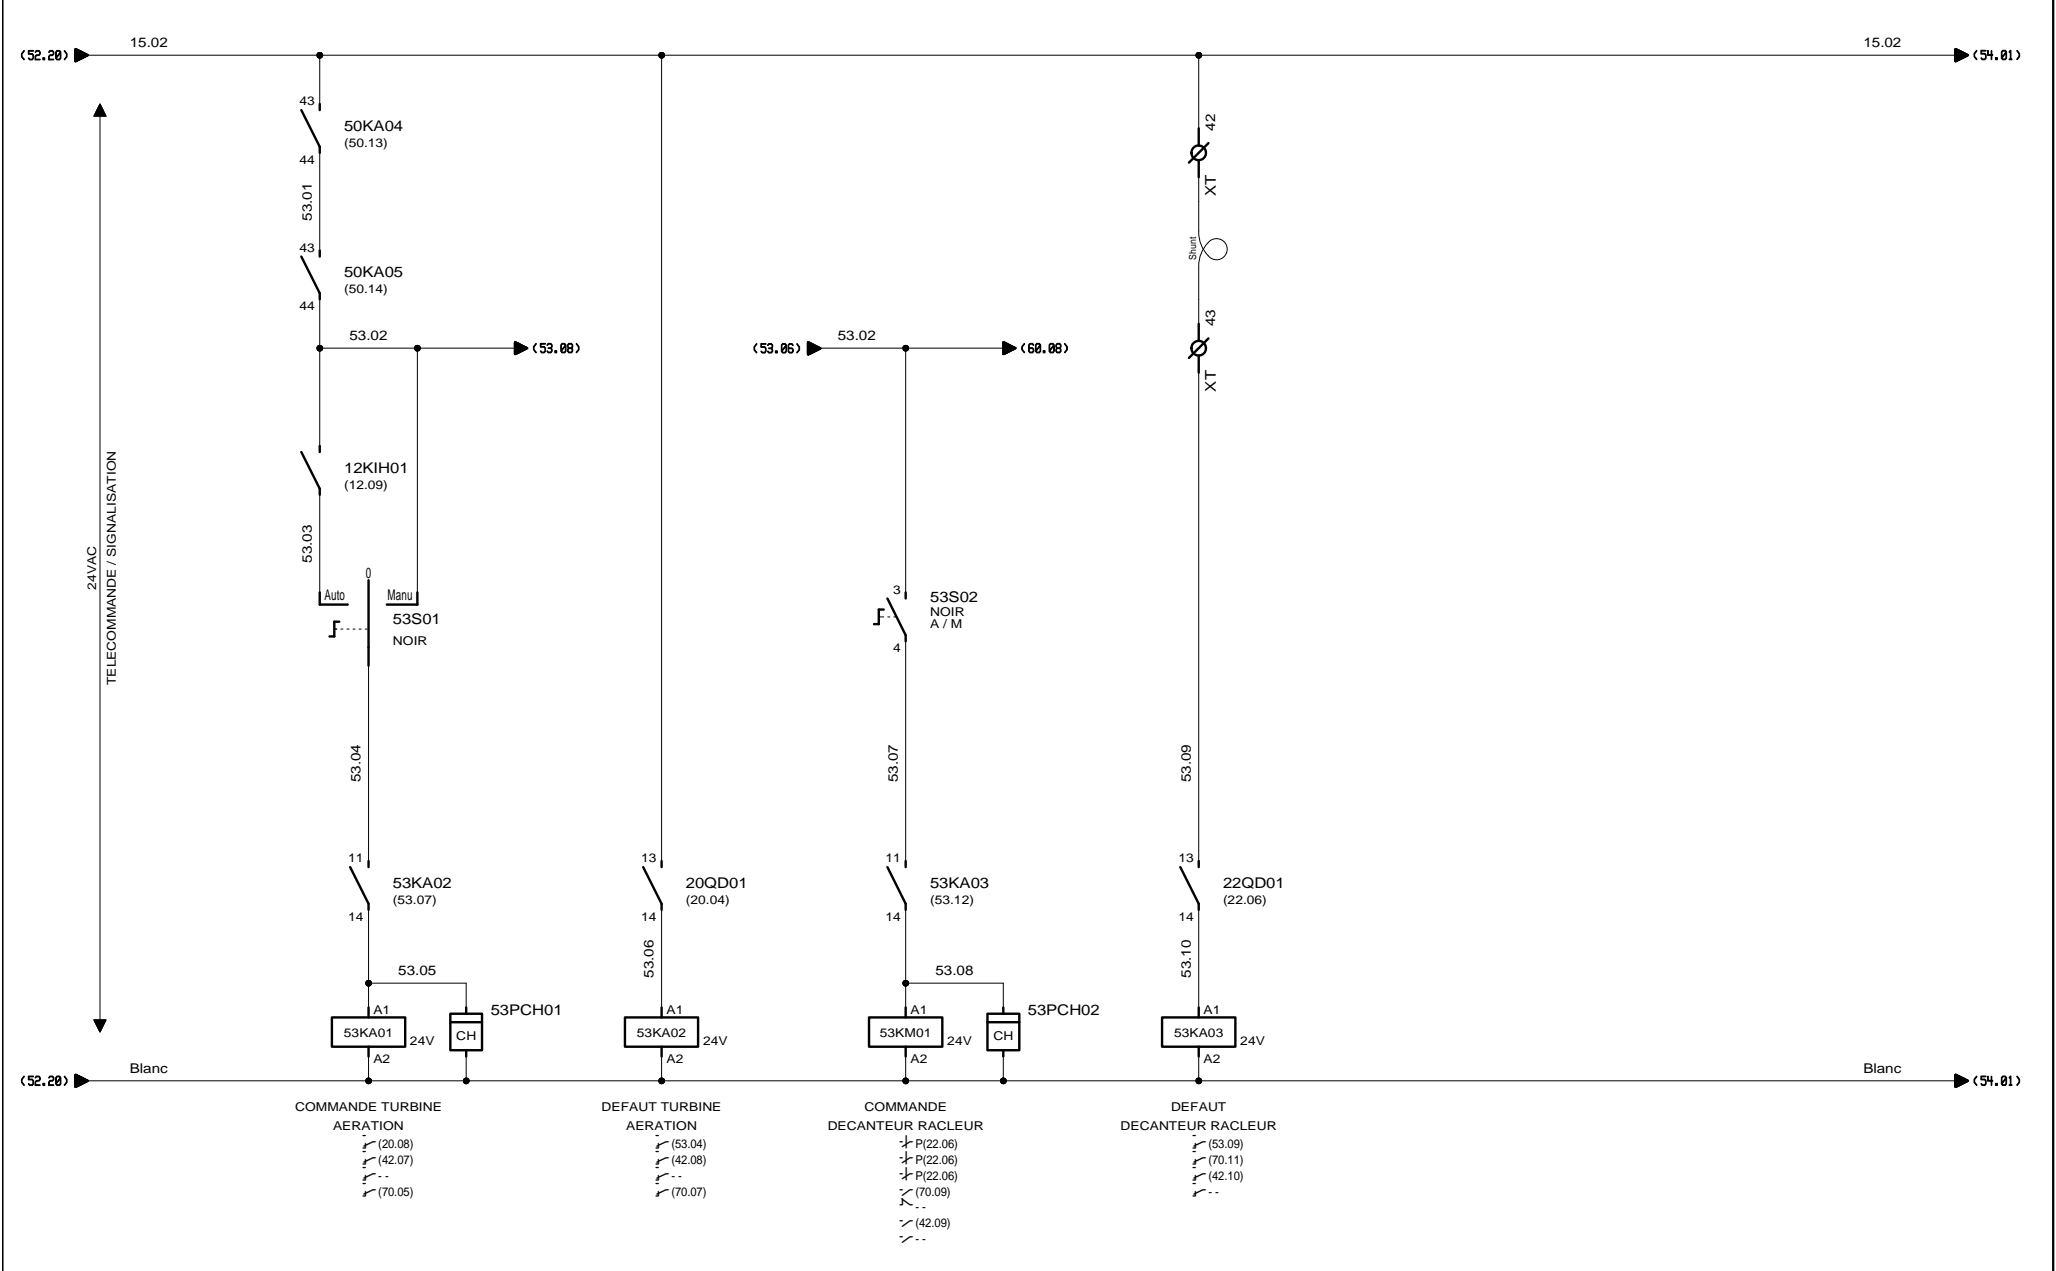 15.02
15.02
(52.20)
(54.01)
43
50KA04
(50.13)
44
53.01
43
50KA05
(50.14)
44
53.02
(53.08)
(53.06)
53.02
(60.08)
42
XT
Shunt
43
XT
24VAC
TELECOMMANDE / SIGNALISATION
12KIH01
(12.09)
53.03
0
Auto
Manu
53S01
NOIR
3
53S02
NOIR
A / M
4
53.04
53.07
53.09
11
53KA02
(53.07)
14
13
20QD01
(20.04)
14
11
53KA03
(53.12)
14
13
22QD01
(22.06)
14
53.06
53.10
53.05
53.08
A1
53PCH01
53KA01
24V
CH
A2
A1
53KA02
24V
A2
A1
53PCH02
53KM01
24V
CH
A2
A1
53KA03
24V
A2
Blanc
Blanc
(52.20)
(54.01)
COMMANDE TURBINE
AERATION
(20.08)
(42.07)
- -
(70.05)
DEFAUT TURBINE
AERATION
(53.04)
(42.08)
- -
(70.07)
COMMANDE
DECANTEUR RACLEUR
P(22.06)
P(22.06)
P(22.06)
(70.09)
- -
(42.09)
- -
DEFAUT
DECANTEUR RACLEUR
(53.09)
(70.11)
(42.10)
- -